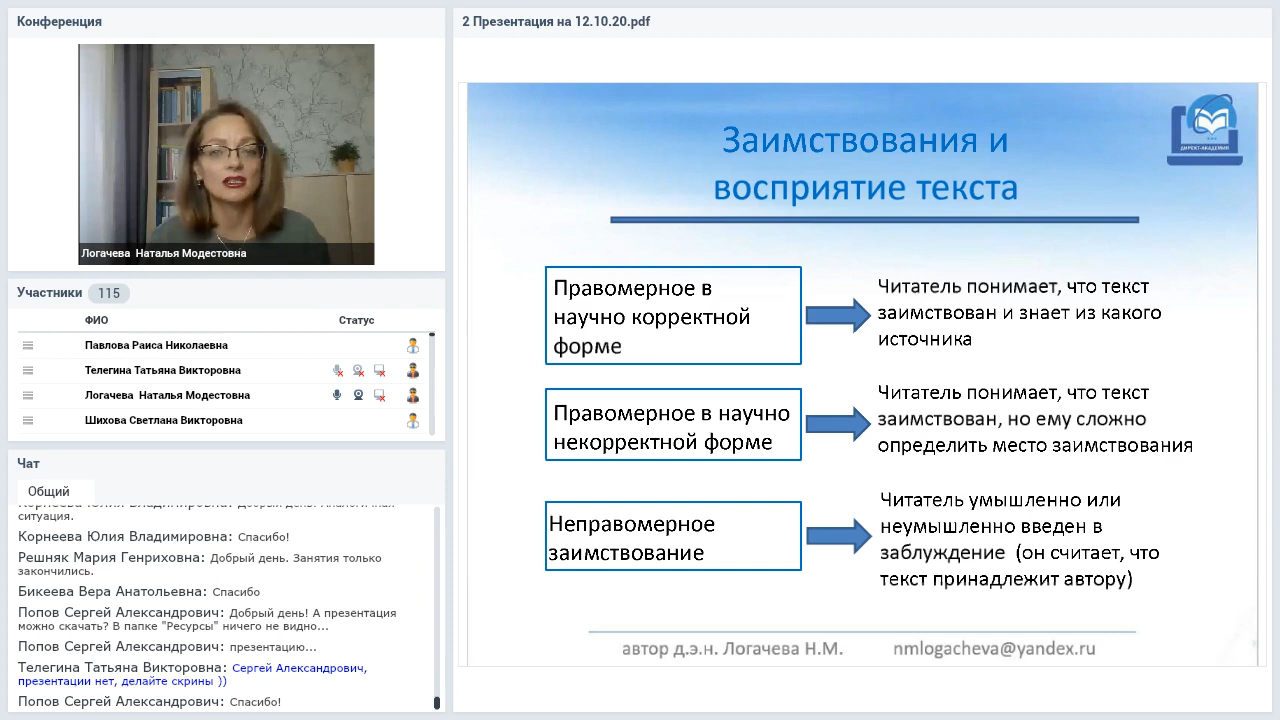 Конференция
Логачева  Наталья Модестовна
Участники 115
ФИО Статус
Павлова Раиса Николаевна
Телегина Татьяна Викторовна
Логачева  Наталья Модестовна
Шихова Светлана Викторовна
Чат
Общий
Корнеева Юлия Владимировна: Добрый день! Аналогичная
ситуация.
Корнеева Юлия Владимировна: Спасибо!
Решняк Мария Генриховна: Добрый день. Занятия только
закончились.
Бикеева Вера Анатольевна: Спасибо
Попов Сергей Александрович: Добрый день! А презентация
можно скачать? В папке "Ресурсы" ничего не видно...
Попов Сергей Александрович: презентацию...
Телегина Татьяна Викторовна: Сергей Александрович,
презентации нет, делайте скрины ))
Попов Сергей Александрович: Спасибо!
2 Презентация на 12.10.20.pdf
ДИРЕКТ-АКАДЕМИЯ
Заимствования и
восприятие текста
Правомерное в
научно корректной
форме
Читатель понимает, что текст
заимствован и знает из какого
источника
Правомерное в научно
некорректной форме
Читатель понимает, что текст
заимствован, но ему сложно
определить место заимствования
Неправомерное
заимствование
Читатель умышленно или
неумышленно введен в
заблуждение  (он считает, что
текст принадлежит автору)
автор д.э.н. Логачева Н.М. nmlogacheva@yandex.ru